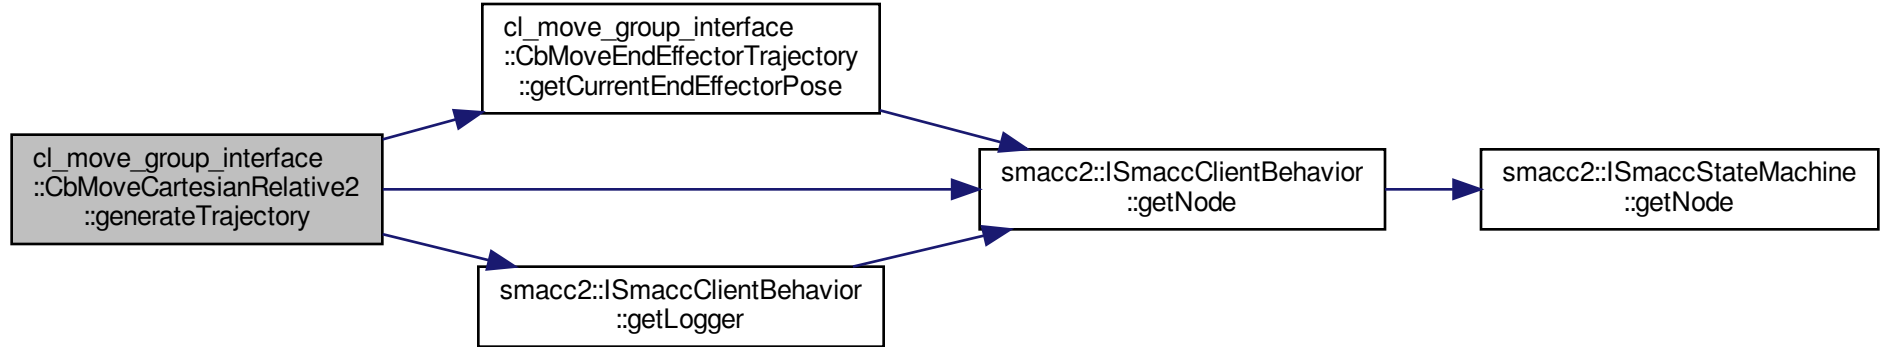 cl_move_group_interface
::CbMoveCartesianRelative2
::generateTrajectory
cl_move_group_interface
::CbMoveEndEffectorTrajectory
::getCurrentEndEffectorPose
smacc2::ISmaccClientBehavior
::getLogger
smacc2::ISmaccClientBehavior
::getNode
smacc2::ISmaccStateMachine
::getNode